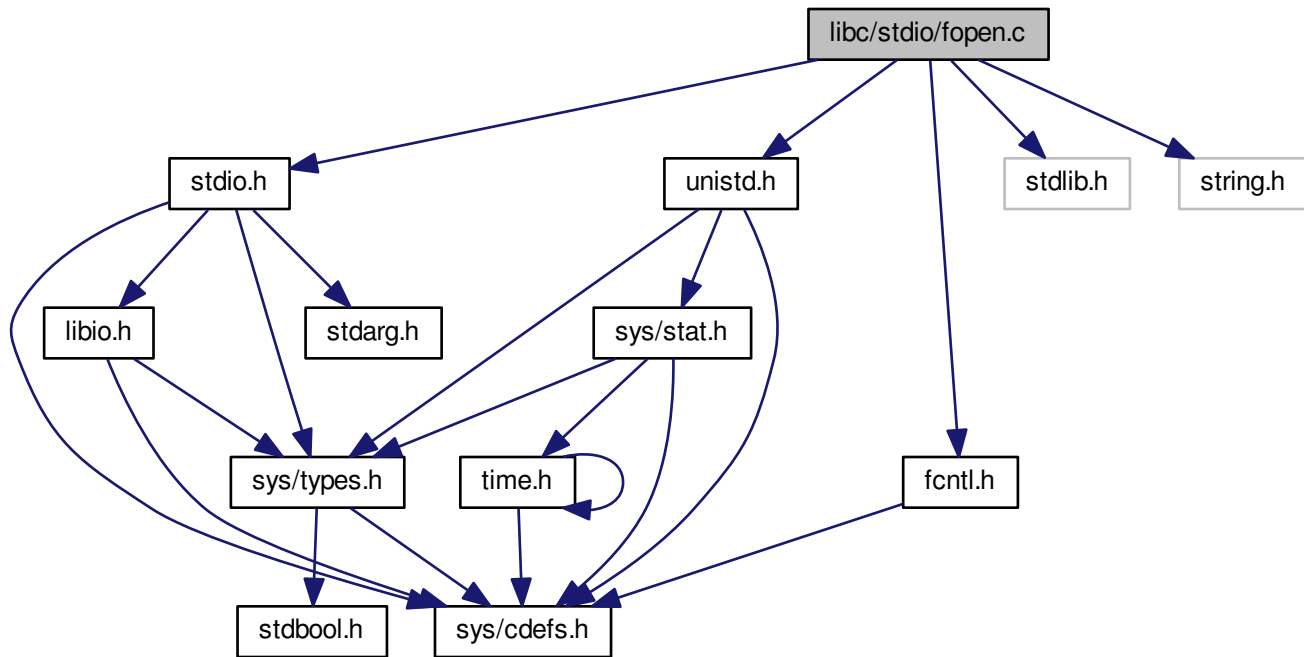 libc/stdio/fopen.c
stdio.h
unistd.h
stdlib.h
string.h
libio.h
stdarg.h
sys/stat.h
sys/types.h
time.h
fcntl.h
stdbool.h
sys/cdefs.h